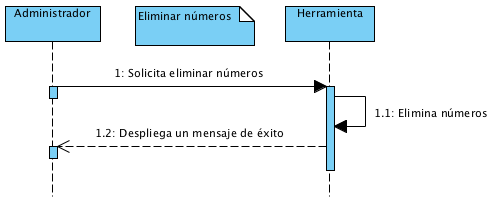 Administrador
Eliminar números
Herramienta
1: Solicita eliminar números
1.1: Elimina números
1.2: Despliega un mensaje de éxito